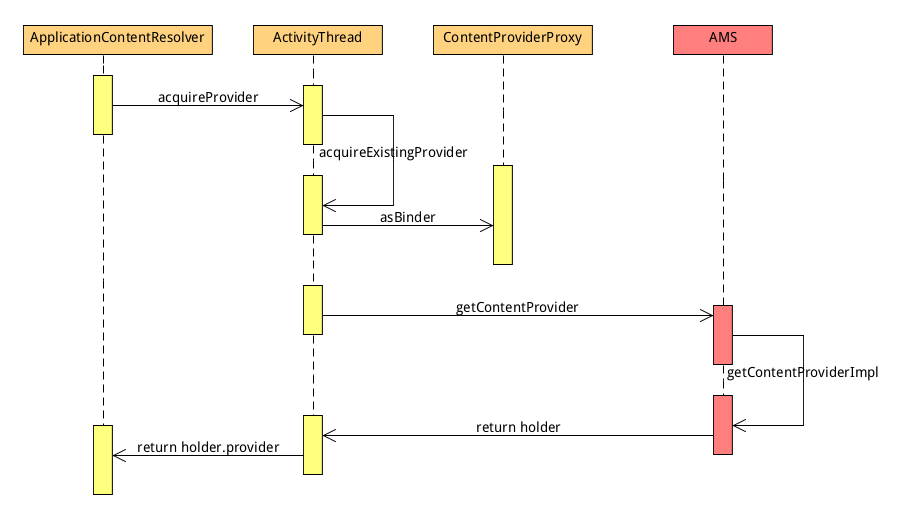 ApplicationContentResolver
ActivityThread
ContentProviderProxy
AMS
acquireProvider
acquireExistingProvider
asBinder
getContentProvider
getContentProviderImpl
return holder
return holder.provider